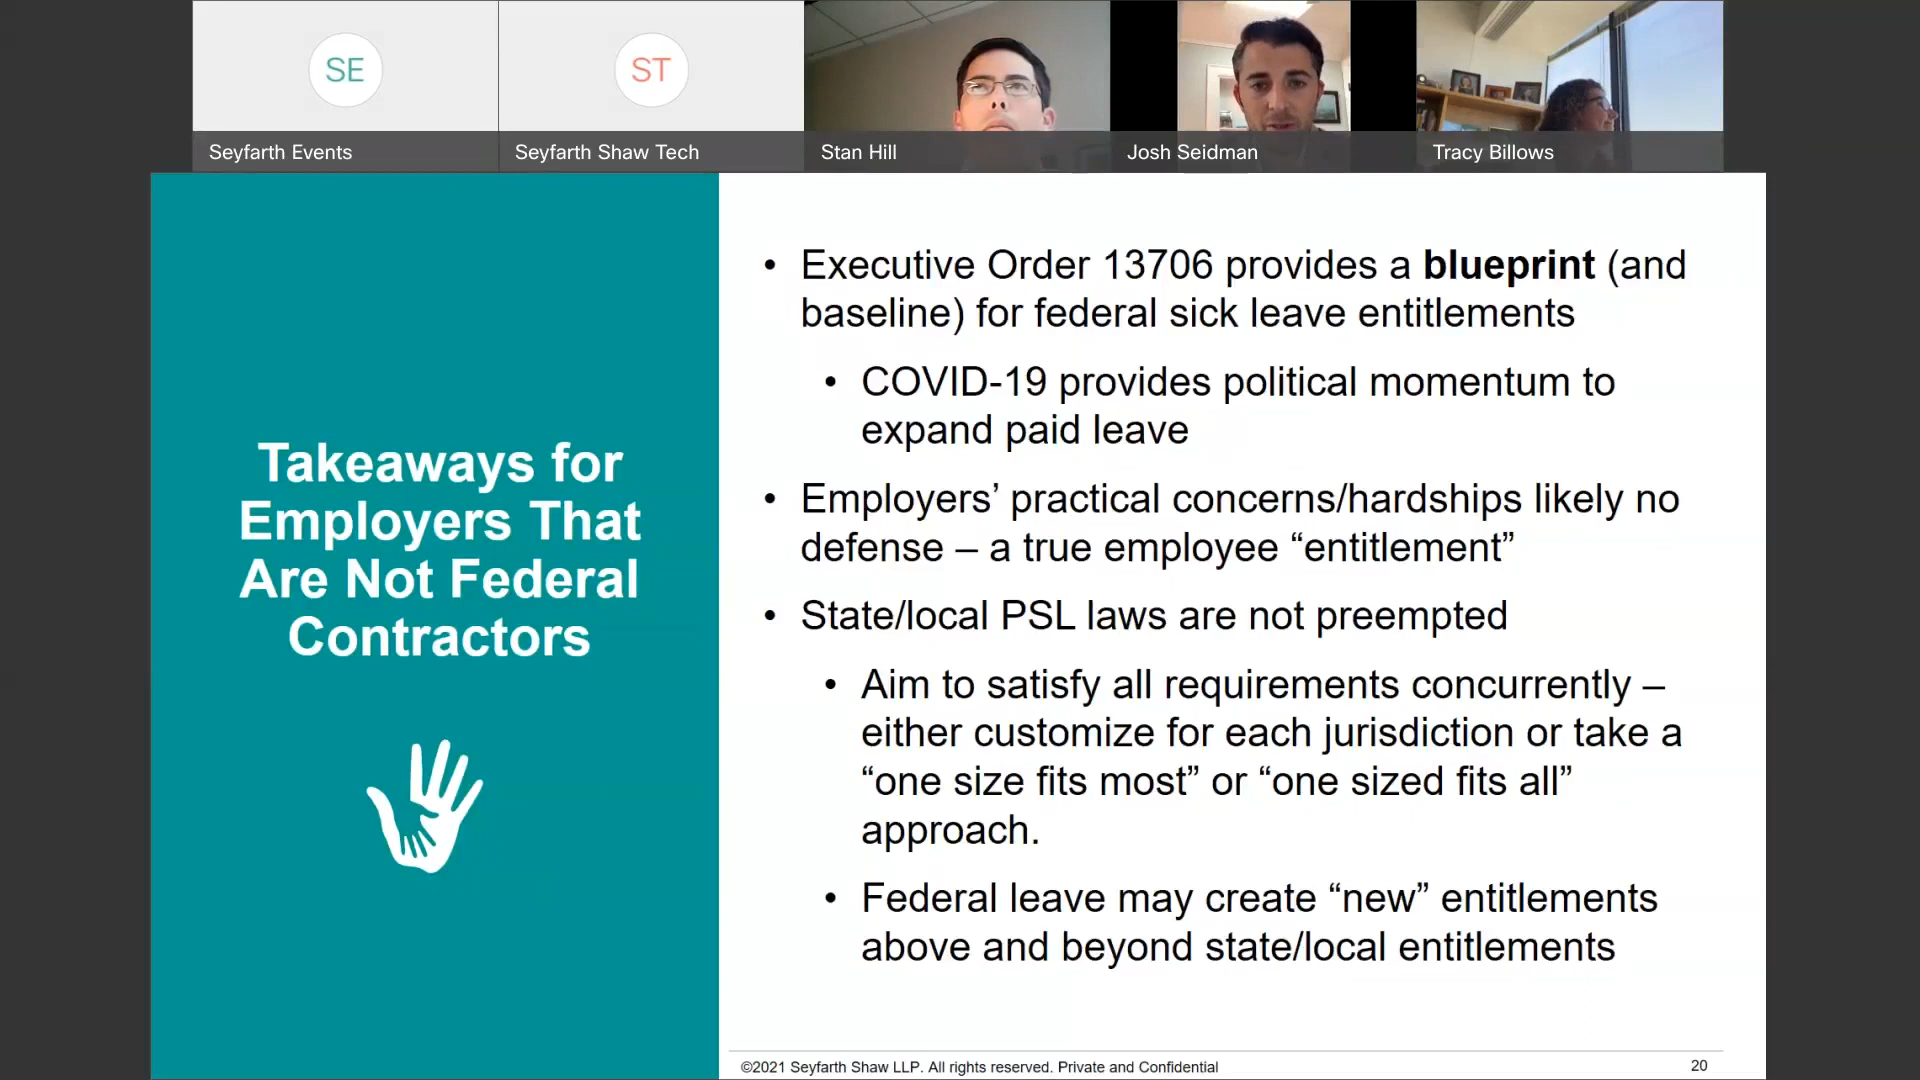 SE
ST
Seyfarth Events
Seyfarth Shaw Tech
Stan Hill
Josh Seidman
Tracy Billows
Takeaways for
Employers That
Are Not Federal
Contractors
• Executive Order 13706 provides a blueprint (and
baseline) for federal sick leave entitlements
• COVID-19 provides political momentum to
expand paid leave
• Employers’ practical concerns/hardships likely no
defense – a true employee “entitlement”
• State/local PSL laws are not preempted
• Aim to satisfy all requirements concurrently –
either customize for each jurisdiction or take a
“one size fits most” or “one sized fits all”
approach.
• Federal leave may create “new” entitlements
above and beyond state/local entitlements
©2021 Seyfarth Shaw LLP. All rights reserved. Private and Confidential
20